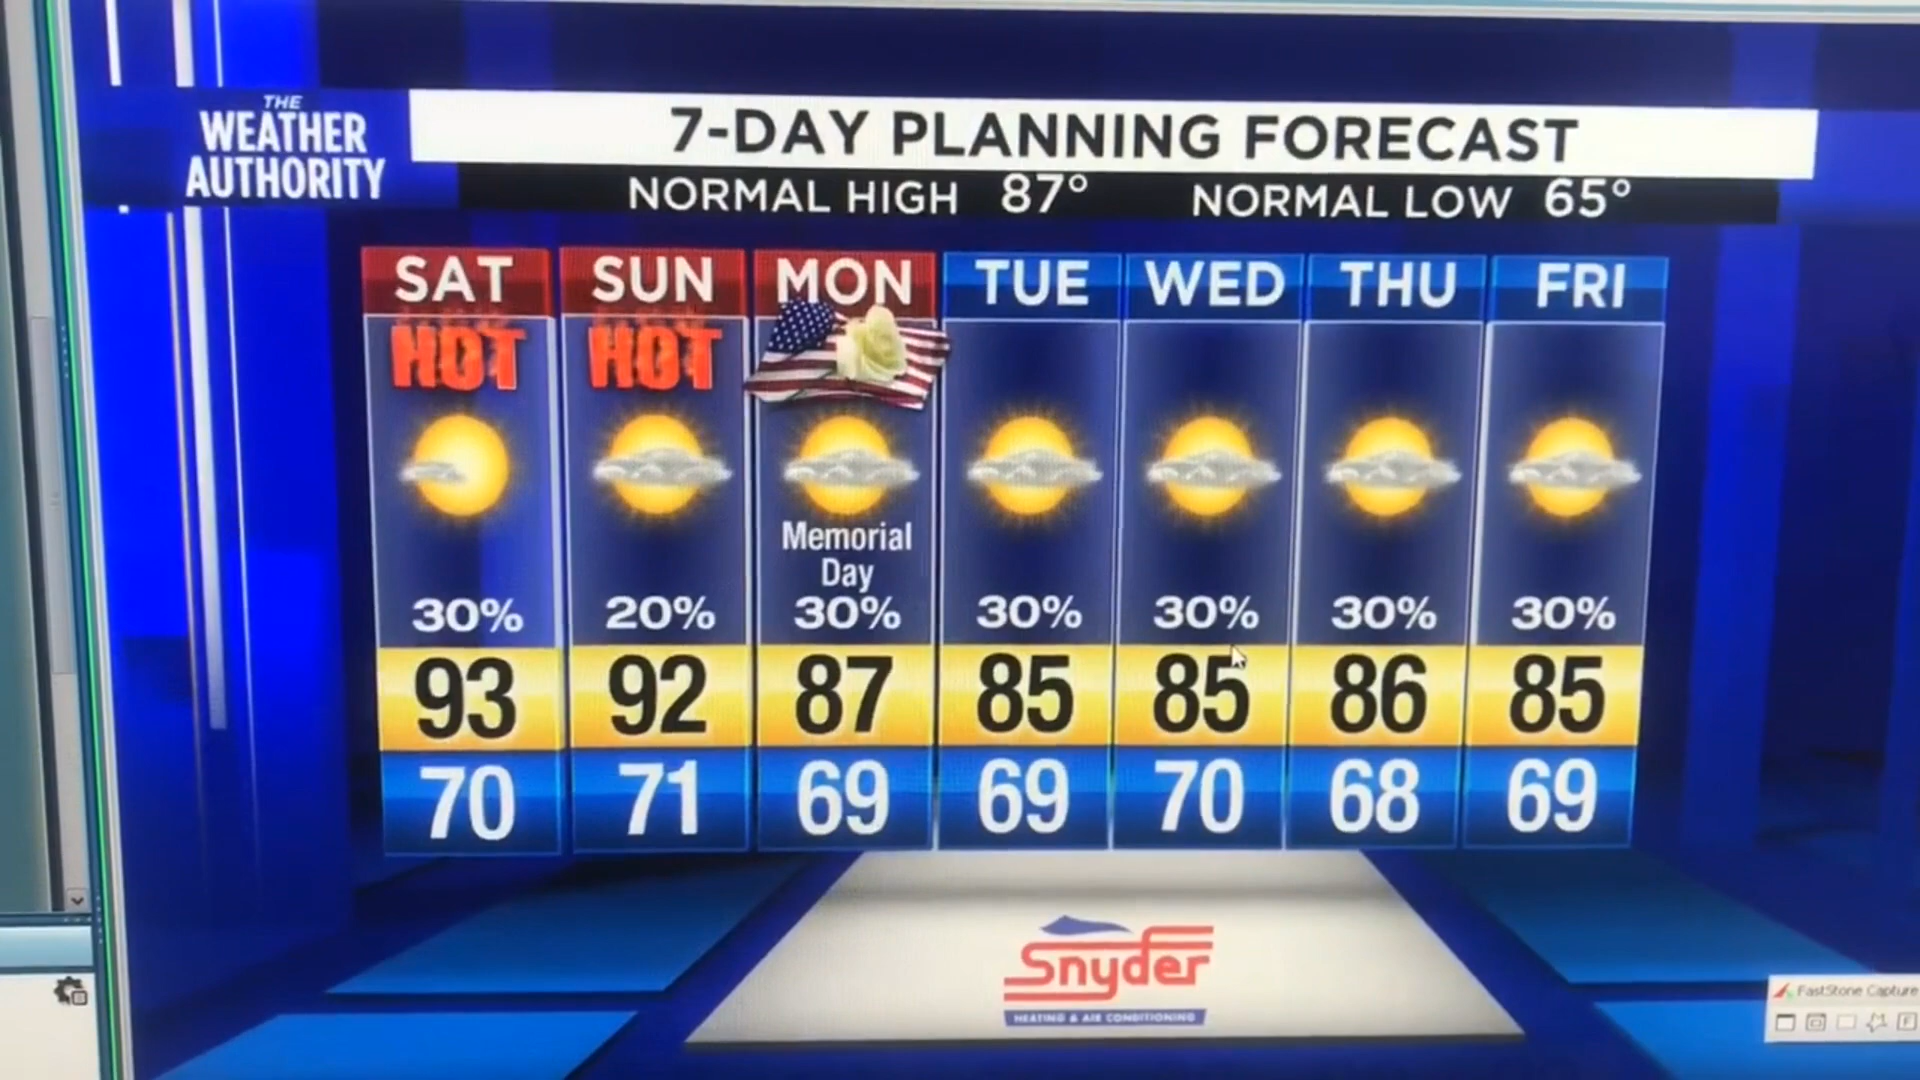 THE
WEATHER
AUTHORITY
7-DAY PLANNING FORECAST
NORMAL HIGH 87° NORMAL LOW 65°
SAT SUN MON TUE WED THU FRI
HOT HOT
Memorial
Day
30% 20% 30% 30% 30% 30% 30%
93 92 87 85 85 86 85
70 71 69 69 70 68 69
Snyder
HEATING & AIR CONDITIONING
FastStone Capture